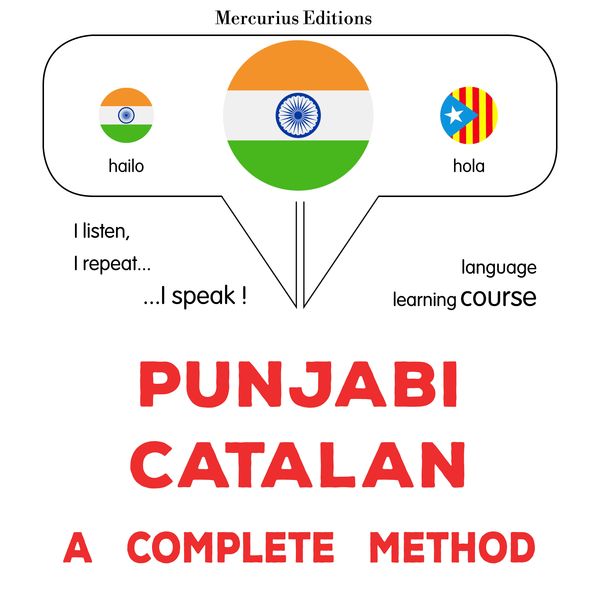 Mercurius Editions
hailo
hola
I listen,
I repeat...
...I speak !
language
learning course
PUNJABI
CATALAN
A COMPLETE METHOD